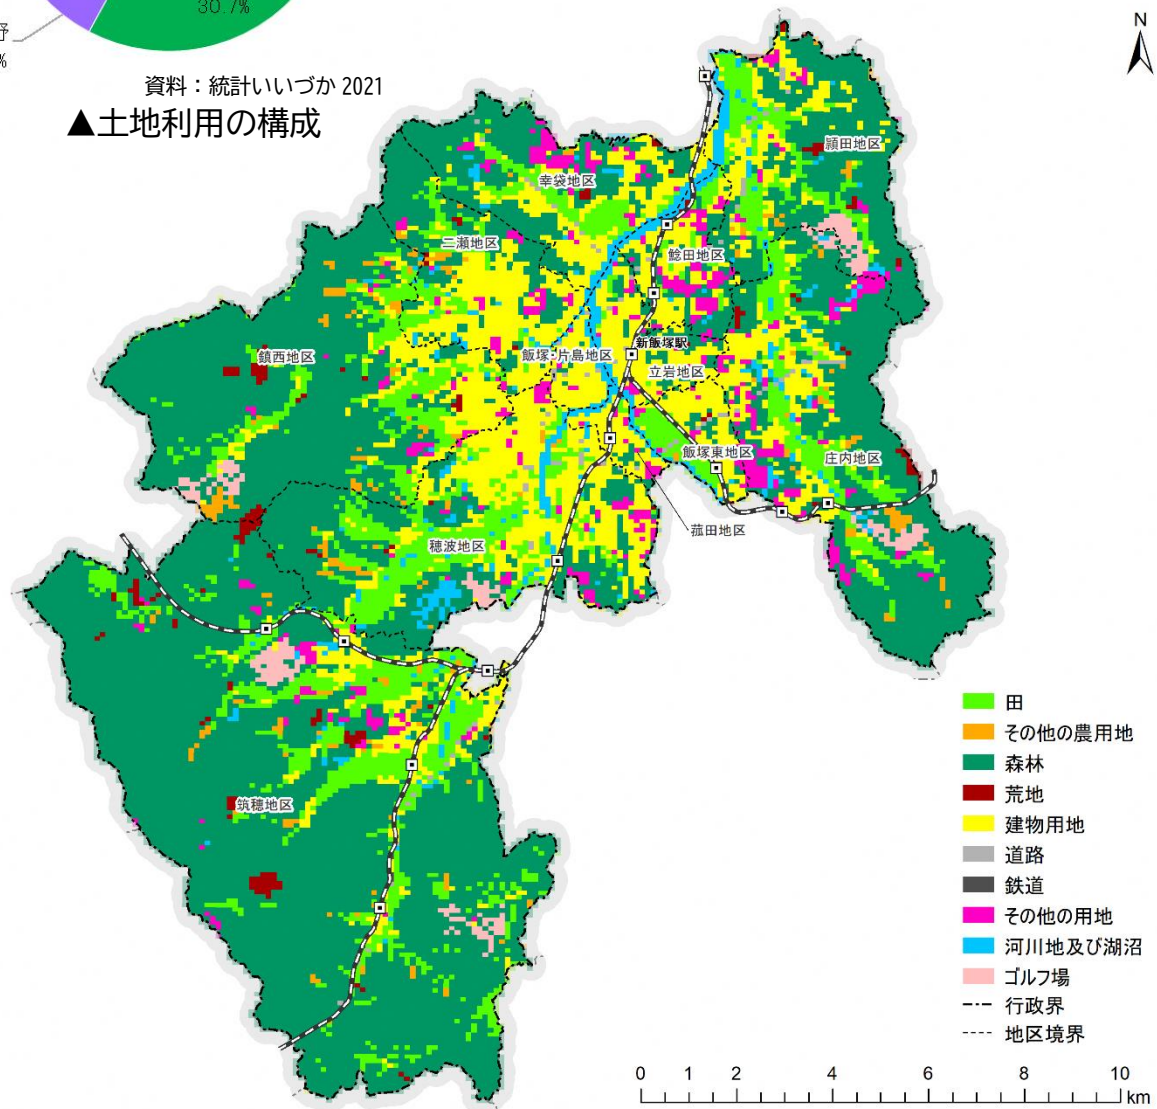 30.7%
野
%
資料：統計いいづか 2021
▲土地利用の構成
N
頴田地区
幸袋地区
二瀬地区
鯰田地区
新飯塚駅
飯塚・片島地区
鎮西地区
立岩地区
飯塚東地区
庄内地区
菰田地区
穂波地区
筑穂地区
田
その他の農用地
森林
荒地
建物用地
道路
鉄道
その他の用地
河川地及び湖沼
ゴルフ場
行政界
地区境界
0 1 2 4 6 8 10
km